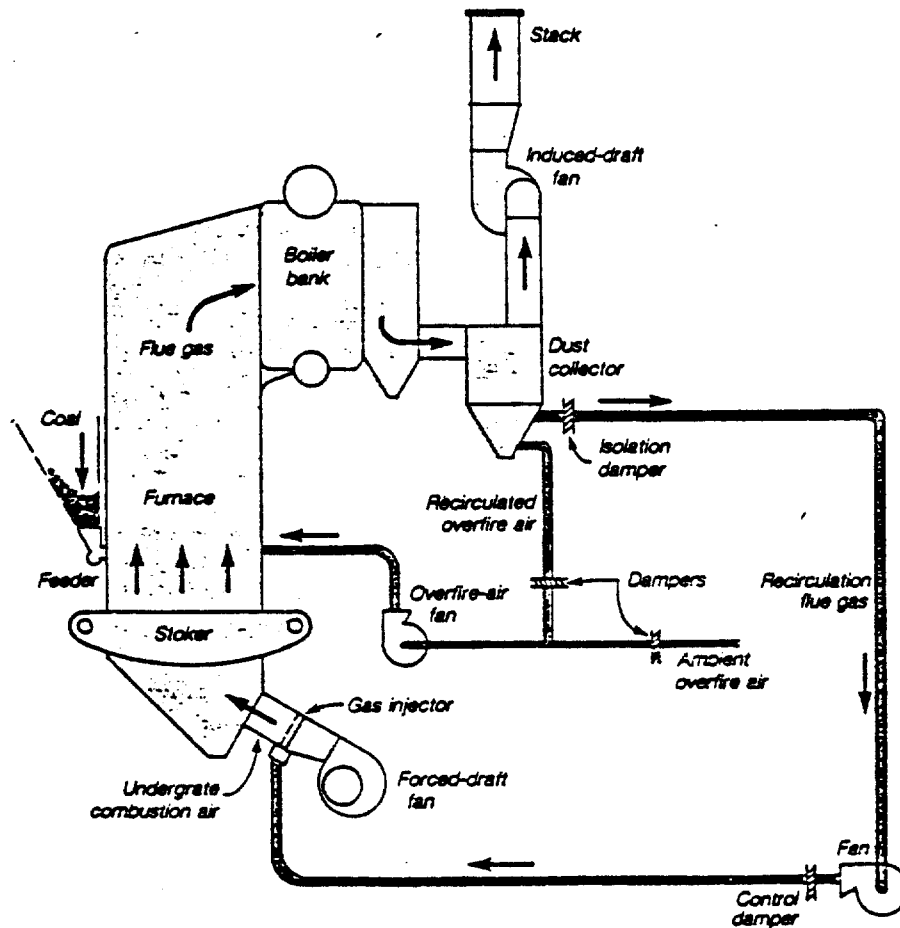 Stack
Induced-draft
fan
Boiler
bank
Flue gas
Dust
collector
Coal
Isolation
damper
Furnace
Recirculated
overfire air
Feeder
Overfire-air
fan
Dampers
Recirculation
flue gas
Stoker
Ambient
overfire air
Gas injector
Undergrate
combustion air
Forced-draft
fan
Fan
Control
damper